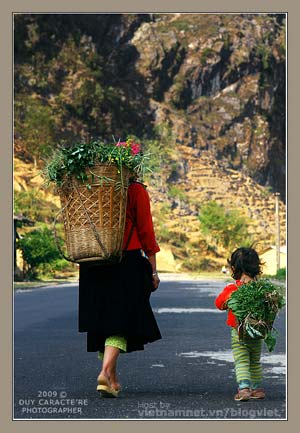 2009 ©
DUY CARACTE'RE
PHOTOGRAPHER
Host by
vietnamnet.vn/blogviet